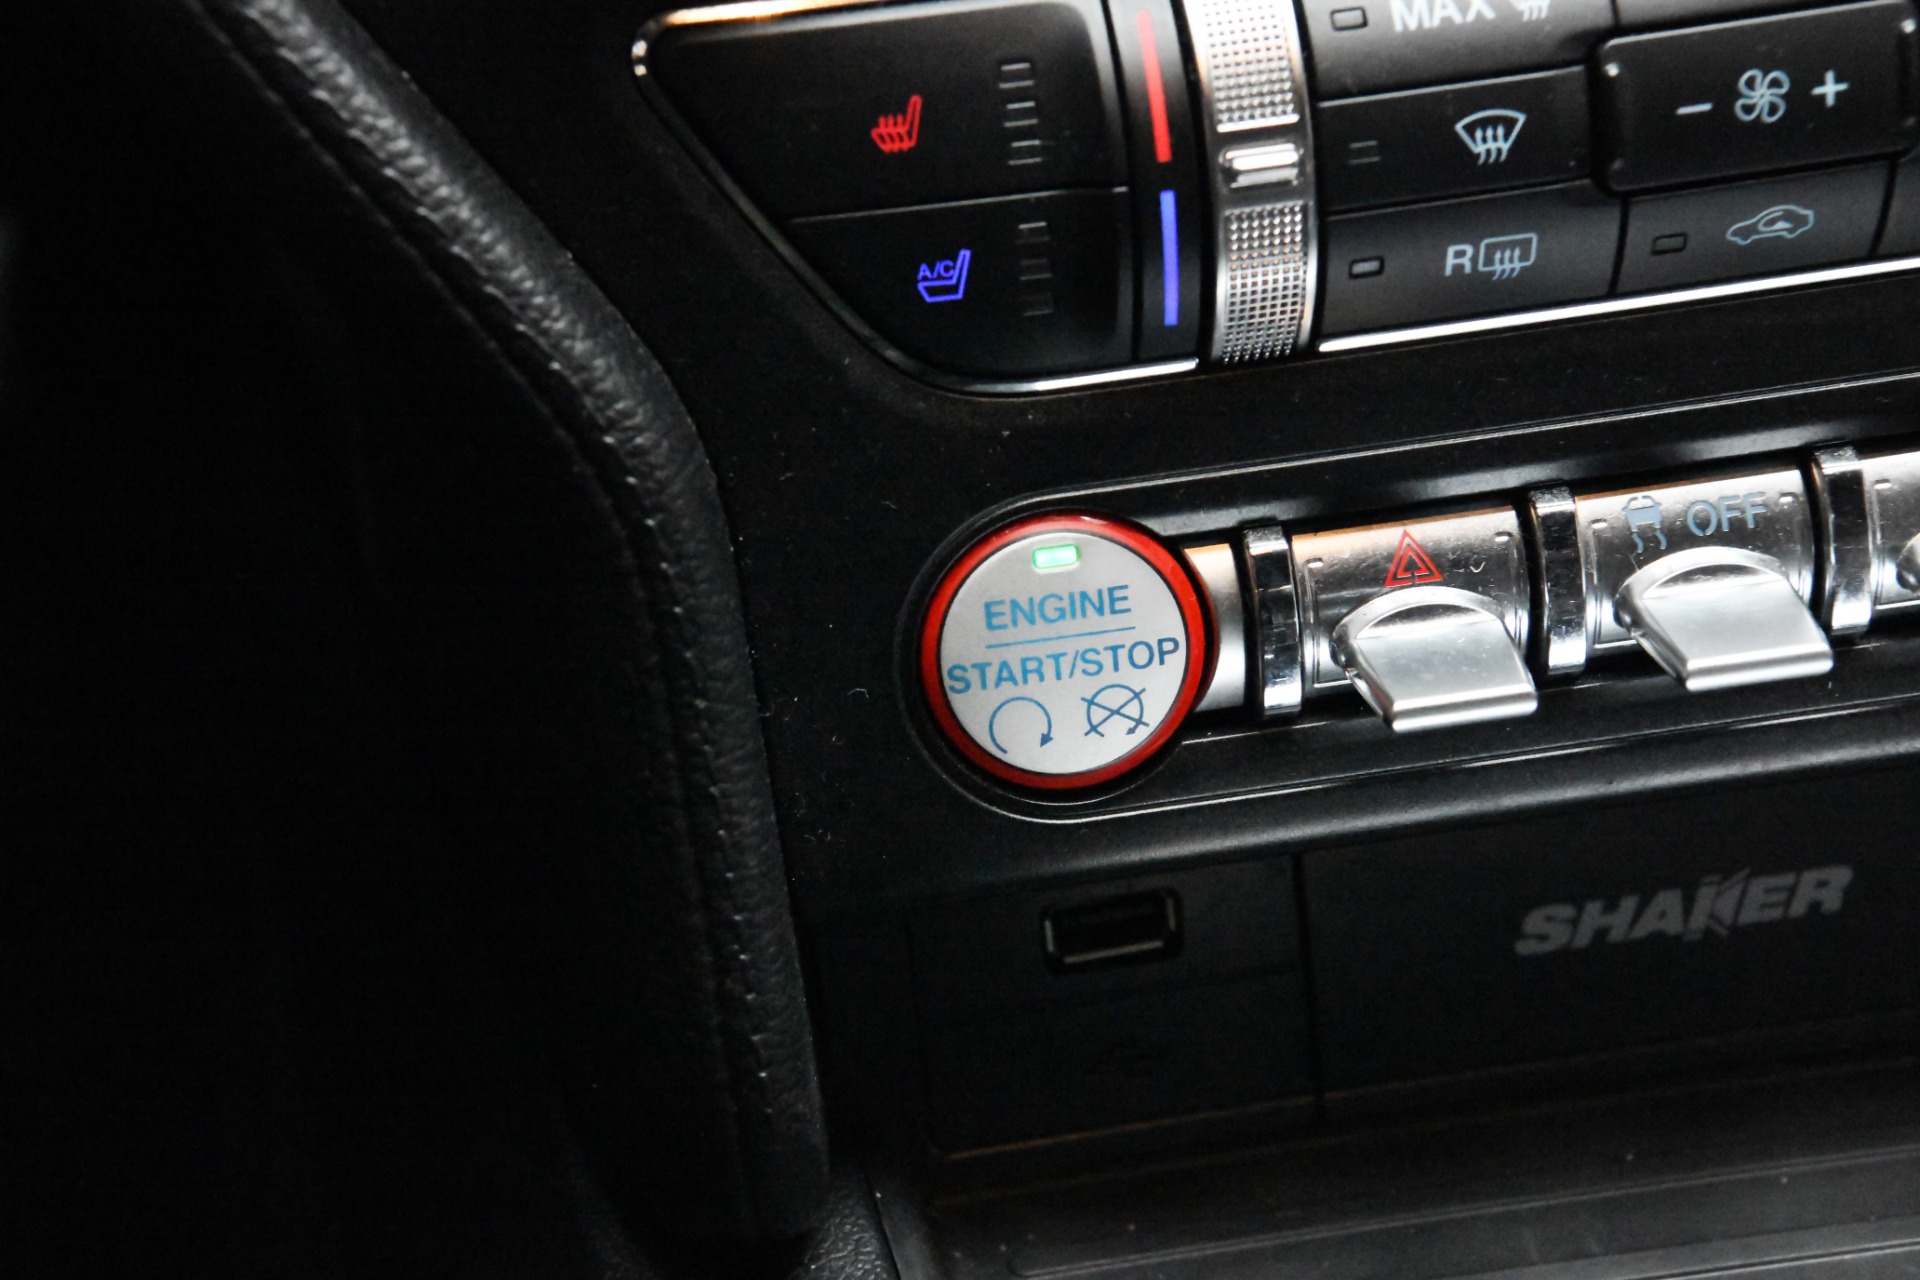 MAX
A/C
R
OFF
ENGINE
START/STOP
SHAKER